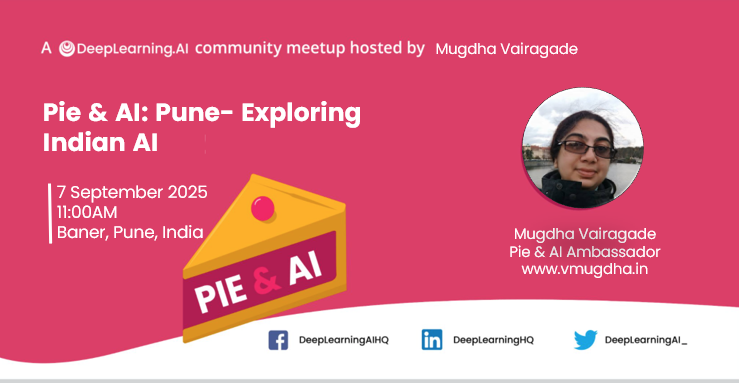 A DeepLearning.AI community meetup hosted by Mugdha Vairagade
Pie & AI: Pune- Exploring
Indian AI
7 September 2025
11:00AM
Baner, Pune, India
PIE & AI
Mugdha Vairagade
Pie & AI Ambassador
www.vmugdha.in
DeepLearningAIHQ
DeepLearningHQ
DeepLearningAI_